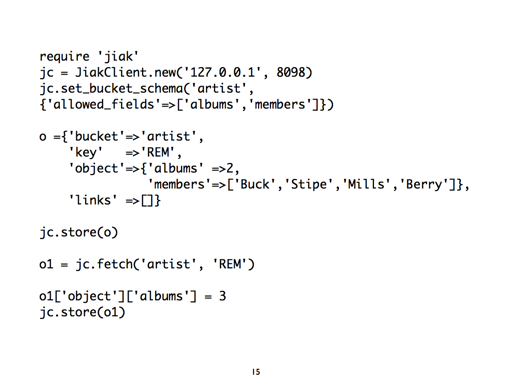 require 'jiak'
jc = JiakClient.new('127.0.0.1', 8098)
jc.set_bucket_schema('artist',
{'allowed_fields'=>['albums','members']})
o ={'bucket'=>'artist',
'key' =>'REM',
'object'=>{'albums' =>2,
'members'=>['Buck','Stipe','Mills','Berry']},
'links' =>[]}
jc.store(o)
o1 = jc.fetch('artist', 'REM')
o1['object']['albums'] = 3
jc.store(o1)
15